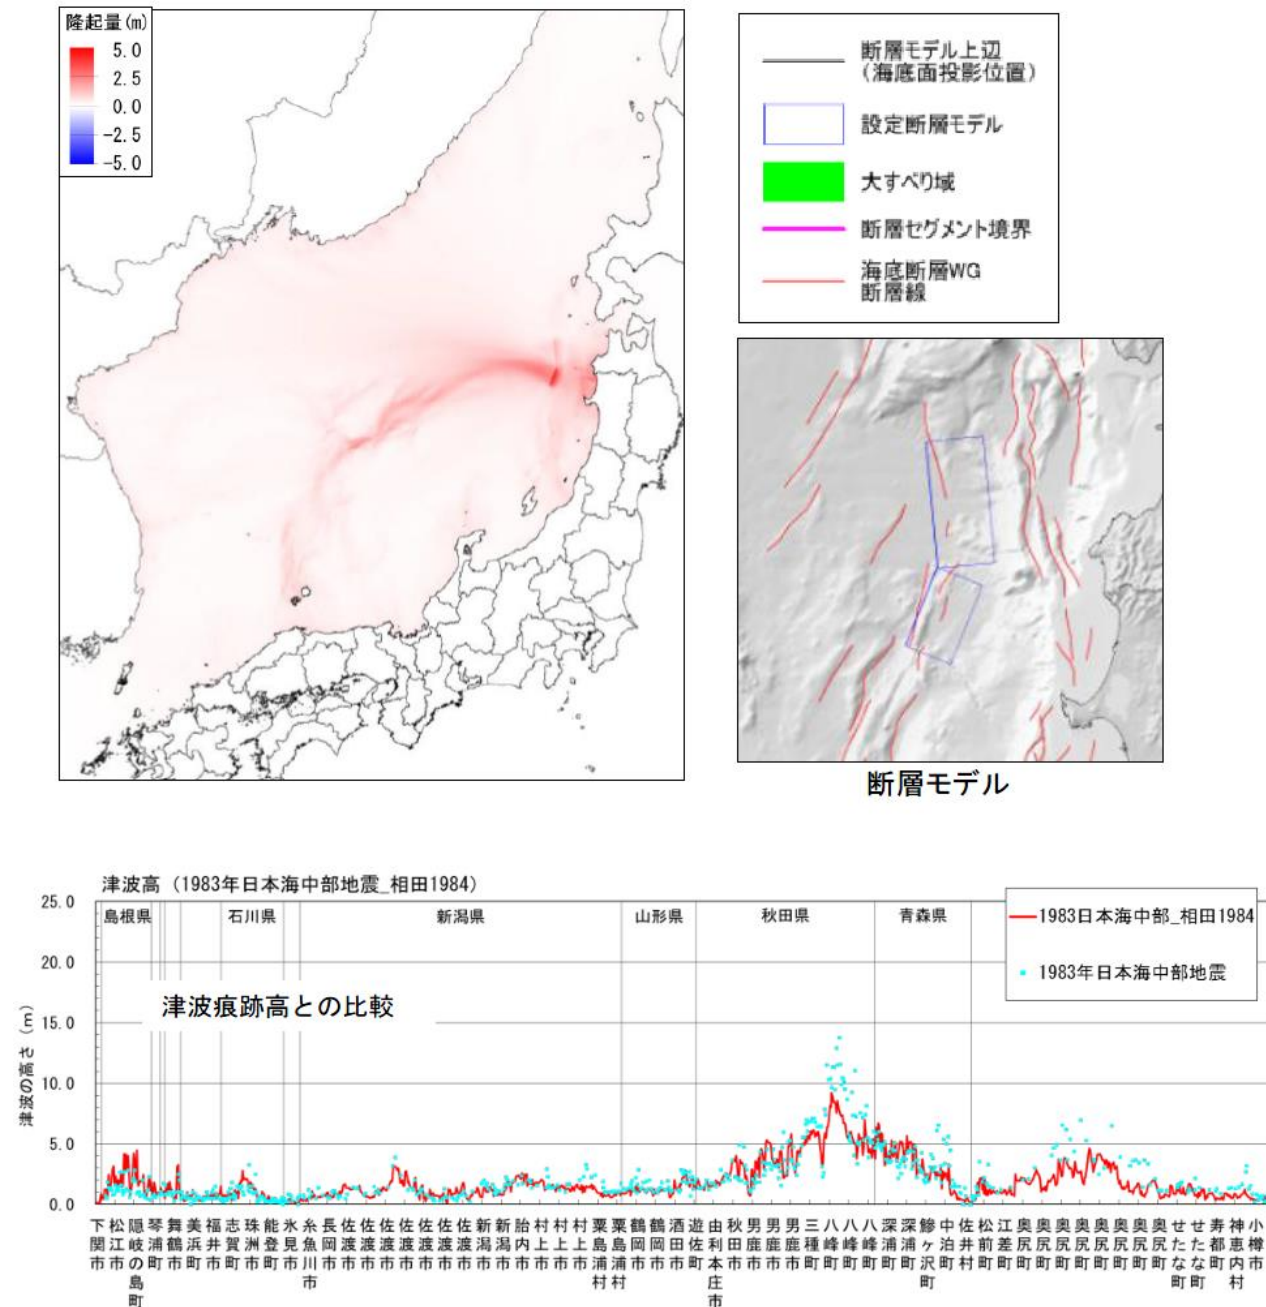 隆起量(m)
5.0
2.5
0.0
-2.5
-5.0
断層モデル上辺
(海底面投影位置)
設定断層モデル
大すべり域
断層セグメント境界
海底断層WG
断層線
断層モデル
津波高（1983年日本海中部地震_相田1984）
25.0
20.0
15.0
10.0
5.0
0.0
津波の高さ（m）
島根県
石川県
新潟県
山形県
秋田県
青森県
1983日本海中部_相田1984
1983年日本海中部地震
津波痕跡高との比較
下関市
松江市
隠岐の島町
琴浦町
舞鶴市
美浜町
福井市
志賀町
珠洲市
能登町
氷見市
糸魚川市
長岡市
佐渡市
佐渡市
佐渡市
佐渡市
佐渡市
佐渡市
佐渡市
新潟市
新潟市
胎内市
村上市
村上市
村上市
粟島浦村
粟島浦村
鶴岡市
鶴岡市
酒田市
遊佐町
由利本荘市
秋田市
男鹿市
男鹿市
男鹿市
三種町
八峰町
八峰町
八峰町
深浦町
深浦町
鰺ヶ沢町
中泊町
佐井村
松前町
江差町
奥尻町
奥尻町
奥尻町
奥尻町
奥尻町
奥尻町
奥尻町
奥尻町
せたな町
せたな町
寿都町
神恵内村
小樽市